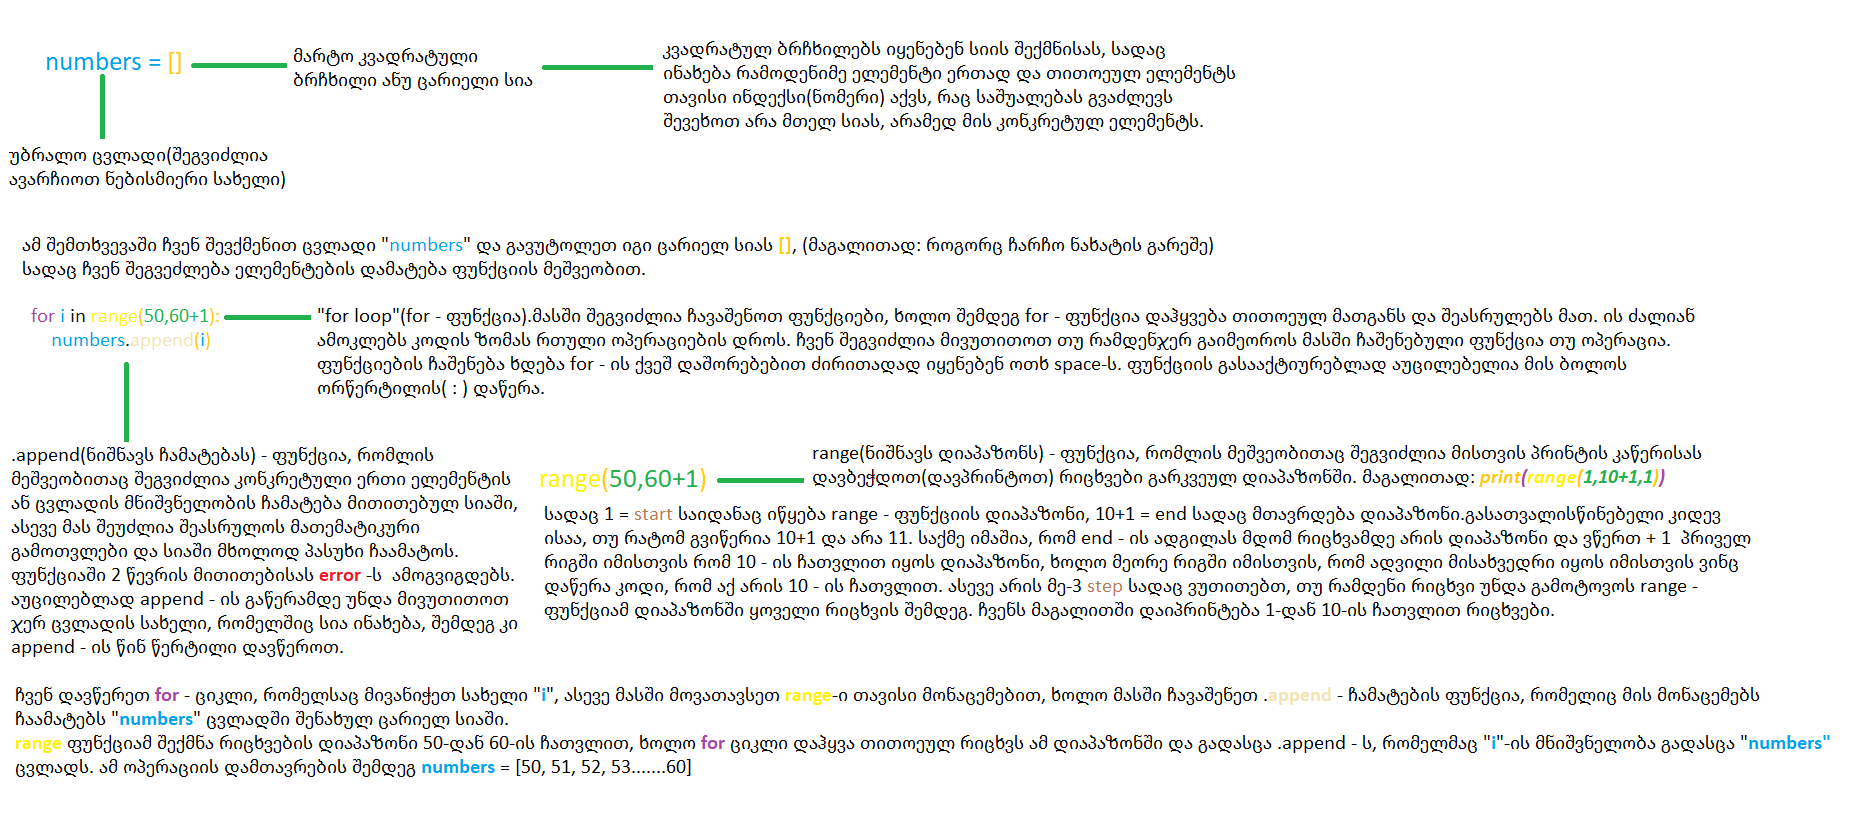 numbers = []
მარტო კვადრატული
ბრჩხილი ანუ ცარიელი სია
კვადრატულ ბრჩხილებს იყენებენ სიის შექმნისას, სადაც
ინახება რამოდენიმე ელემენტი ერთად და თითოეულ ელემენტს
თავისი ინდექსი(ნომერი) აქვს, რაც საშუალებას გვაძლევს
შევეხოთ არა მთელ სიას, არამედ მის კონკრეტულ ელემენტს.
უბრალო ცვლადი(შეგვიძლია
ავარჩიოთ ნებისმიერი სახელი)
ამ შემთხვევაში ჩვენ შევქმენით ცვლადი "numbers" და გავუტოლეთ იგი ცარიელ სიას [], (მაგალითად: როგორც ჩარჩო ნახატის გარეშე)
სადაც ჩვენ შეგვეძლება ელემენტების დამატება ფუნქციის მეშვეობით.
for i in range(50,60+1):
numbers.append(i)
"for loop"(for - ფუნქცია).მასში შეგვიძლია ჩავაშენოთ ფუნქციები, ხოლო შემდეგ for - ფუნქცია დაჰყვება თითოეულ მათგანს და შეასრულებს მათ. ის ძალიან
ამოკლებს კოდის ზომას რთული ოპერაციების დროს. ჩვენ შეგვიძლია მივუთითოთ თუ რამდენჯერ გაიმეოროს მასში ჩაშენებული ფუნქცია თუ ოპერაცია.
ფუნქციების ჩაშენება ხდება for - ის ქვეშ დაშორებებით ძირითადად იყენებენ ოთხ space-ს. ფუნქციის გასააქტიურებლად აუცილებელია მის ბოლოს
ორწერტილის( : ) დაწერა.
.append(ნიშნავს ჩამატებას) - ფუნქცია, რომლის
მეშვეობითაც შეგვიძლია კონკრეტული ერთი ელემენტის
ან ცვლადის მნიშვნელობის ჩამატება მითითებულ სიაში,
ასევე მას შეუძლია შეასრულოს მათემატიკური
გამოთვლები და სიაში მხოლოდ პასუხი ჩაამატოს.
ფუნქციაში 2 წევრის მითითებისას error -ს ამოგვიგდებს.
აუცილებლად append - ის გაწერამდე უნდა მივუთითოთ
ჯერ ცვლადის სახელი, რომელშიც სია ინახება, შემდეგ კი
append - ის წინ წერტილი დავწეროთ.
range(50,60+1)
range(ნიშნავს დიაპაზონს) - ფუნქცია, რომლის მეშვეობითაც შეგვიძლია მისთვის პრინტის კაწერისას
დავბეჭდოთ(დავპრინტოთ) რიცხვები გარკვეულ დიაპაზონში. მაგალითად: print(range(1,10+1,1))
სადაც 1 = start საიდანაც იწყება range - ფუნქციის დიაპაზონი, 10+1 = end სადაც მთავრდება დიაპაზონი.გასათვალისწინებელი კიდევ
ისაა, თუ რატომ გვიწერია 10+1 და არა 11. საქმე იმაშია, რომ end - ის ადგილას მდომ რიცხვამდე არის დიაპაზონი და ვწერთ + 1 პრიველ
რიგში იმისთვის რომ 10 - ის ჩათვლით იყოს დიაპაზონი, ხოლო მეორე რიგში იმისთვის, რომ ადვილი მისახვედრი იყოს იმისთვის ვინც
დაწერა კოდი, რომ აქ არის 10 - ის ჩათვლით. ასევე არის მე-3 step სადაც ვუთითებთ, თუ რამდენი რიცხვი უნდა გამოტოვოს range -
ფუნქციამ დიაპაზონში ყოველი რიცხვის შემდეგ. ჩვენს მაგალითში დაიპრინტება 1-დან 10-ის ჩათვლით რიცხვები.
ჩვენ დავწერეთ for - ციკლი, რომელსაც მივანიჭეთ სახელი "i", ასევე მასში მოვათავსეთ range-ი თავისი მონაცემებით, ხოლო მასში ჩავაშენეთ .append - ჩამატების ფუნქცია, რომელიც მის მონაცემებს
ჩაამატებს "numbers" ცვლადში შენახულ ცარიელ სიაში.
range ფუნქციამ შექმნა რიცხვების დიაპაზონი 50-დან 60-ის ჩათვლით, ხოლო for ციკლი დაჰყვა თითოეულ რიცხვს ამ დიაპაზონში და გადასცა .append - ს, რომელმაც "i"-ის მნიშვნელობა გადასცა "numbers"
ცვლადს. ამ ოპერაციის დამთავრების შემდეგ numbers = [50, 51, 52, 53.......60]